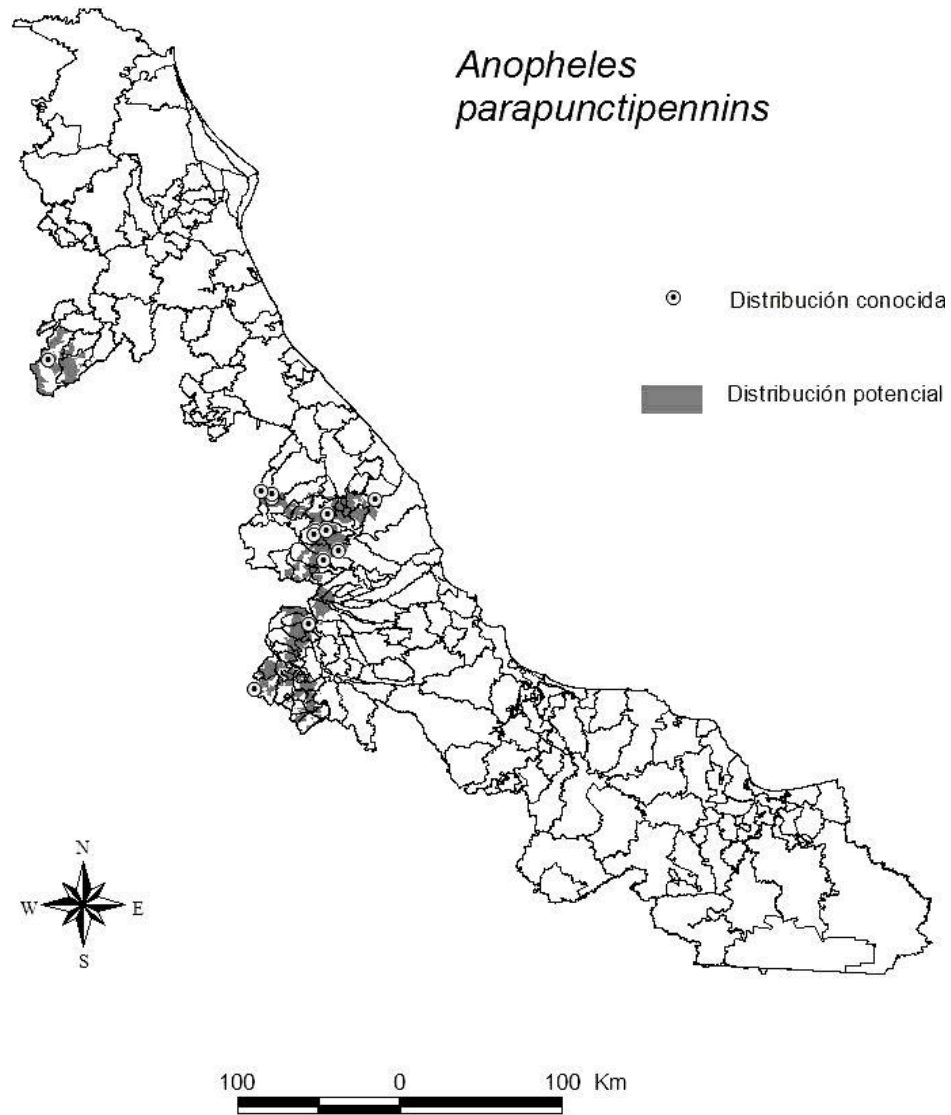 Anopheles
parapunctipennins
Distribución conocida
Distribución potencial
N
W E
S
100 0 100 Km